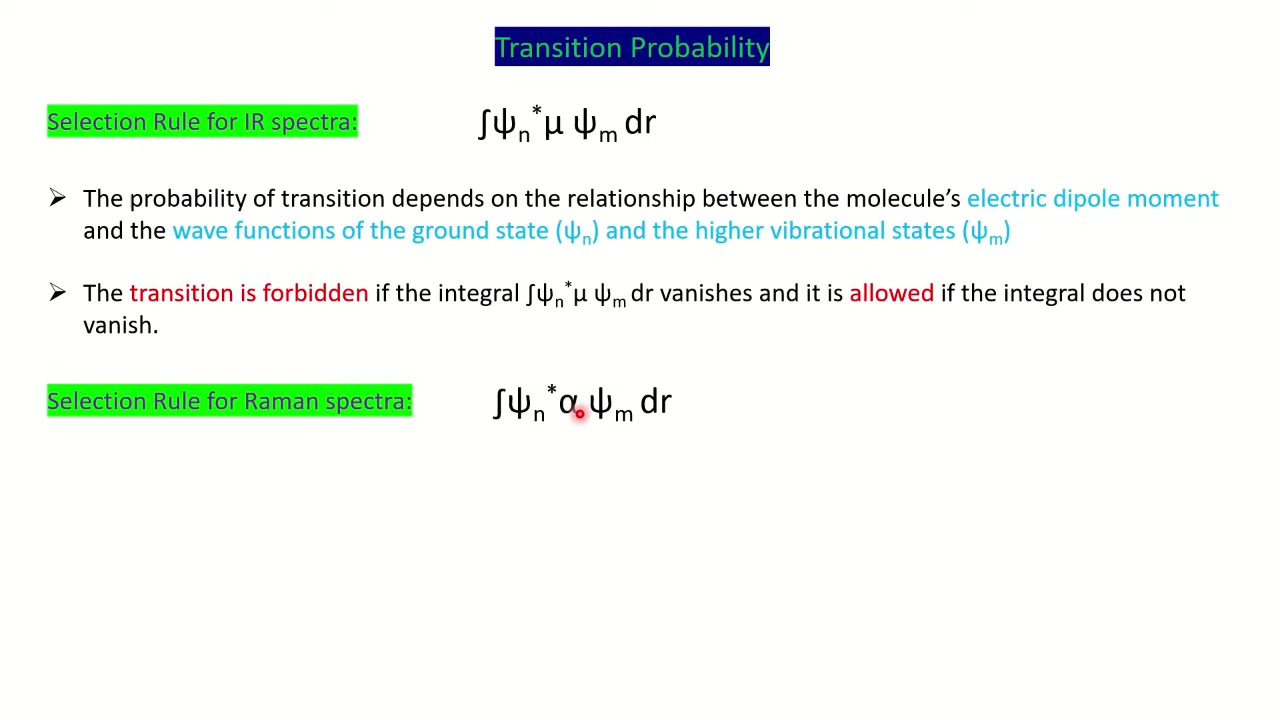 Transition Probability
Selection Rule for IR spectra: ∫ψₙ*μ ψₘ dr
➢ The probability of transition depends on the relationship between the molecule’s electric dipole moment
and the wave functions of the ground state (ψₙ) and the higher vibrational states (ψₘ)
➢ The transition is forbidden if the integral ∫ψₙ*μ ψₘ dr vanishes and it is allowed if the integral does not
vanish.
Selection Rule for Raman spectra: ∫ψₙ*α ψₘ dr